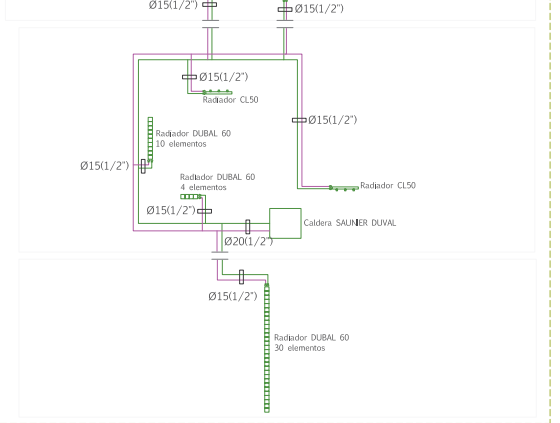 Ø15(1/2")
Ø15(1/2")
Ø15(1/2")
Radiador CL50
Ø15(1/2")
Radiador DUBAL 60
10 elementos
Ø15(1/2")
Radiador DUBAL 60
4 elementos
Radiador CL50
Ø15(1/2")
Caldera SAUNIER DUVAL
Ø20(1/2")
Ø15(1/2")
Radiador DUBAL 60
30 elementos